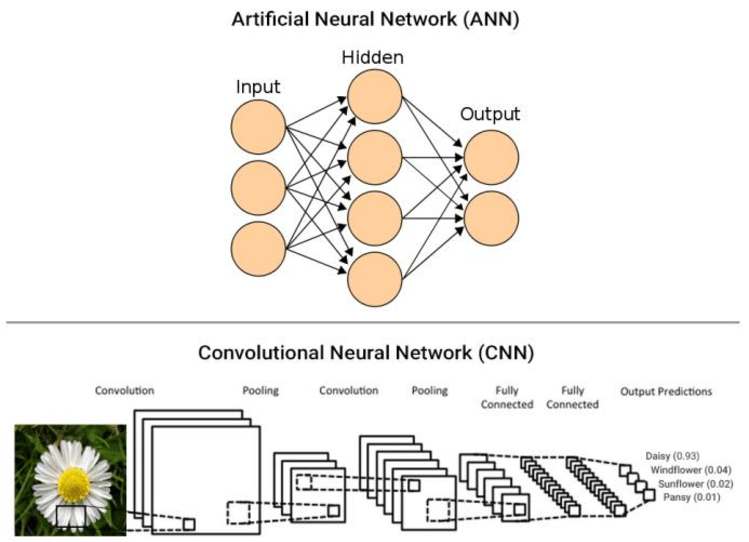 Artificial Neural Network (ANN)
Hidden
Input
Output
Convolutional Neural Network (CNN)
Convolution
Pooling
Convolution
Pooling
Fully
Connected
Fully
Connected
Output Predictions
Daisy (0.93)
Windflower (0.04)
Sunflower (0.02)
Pansy (0.01)